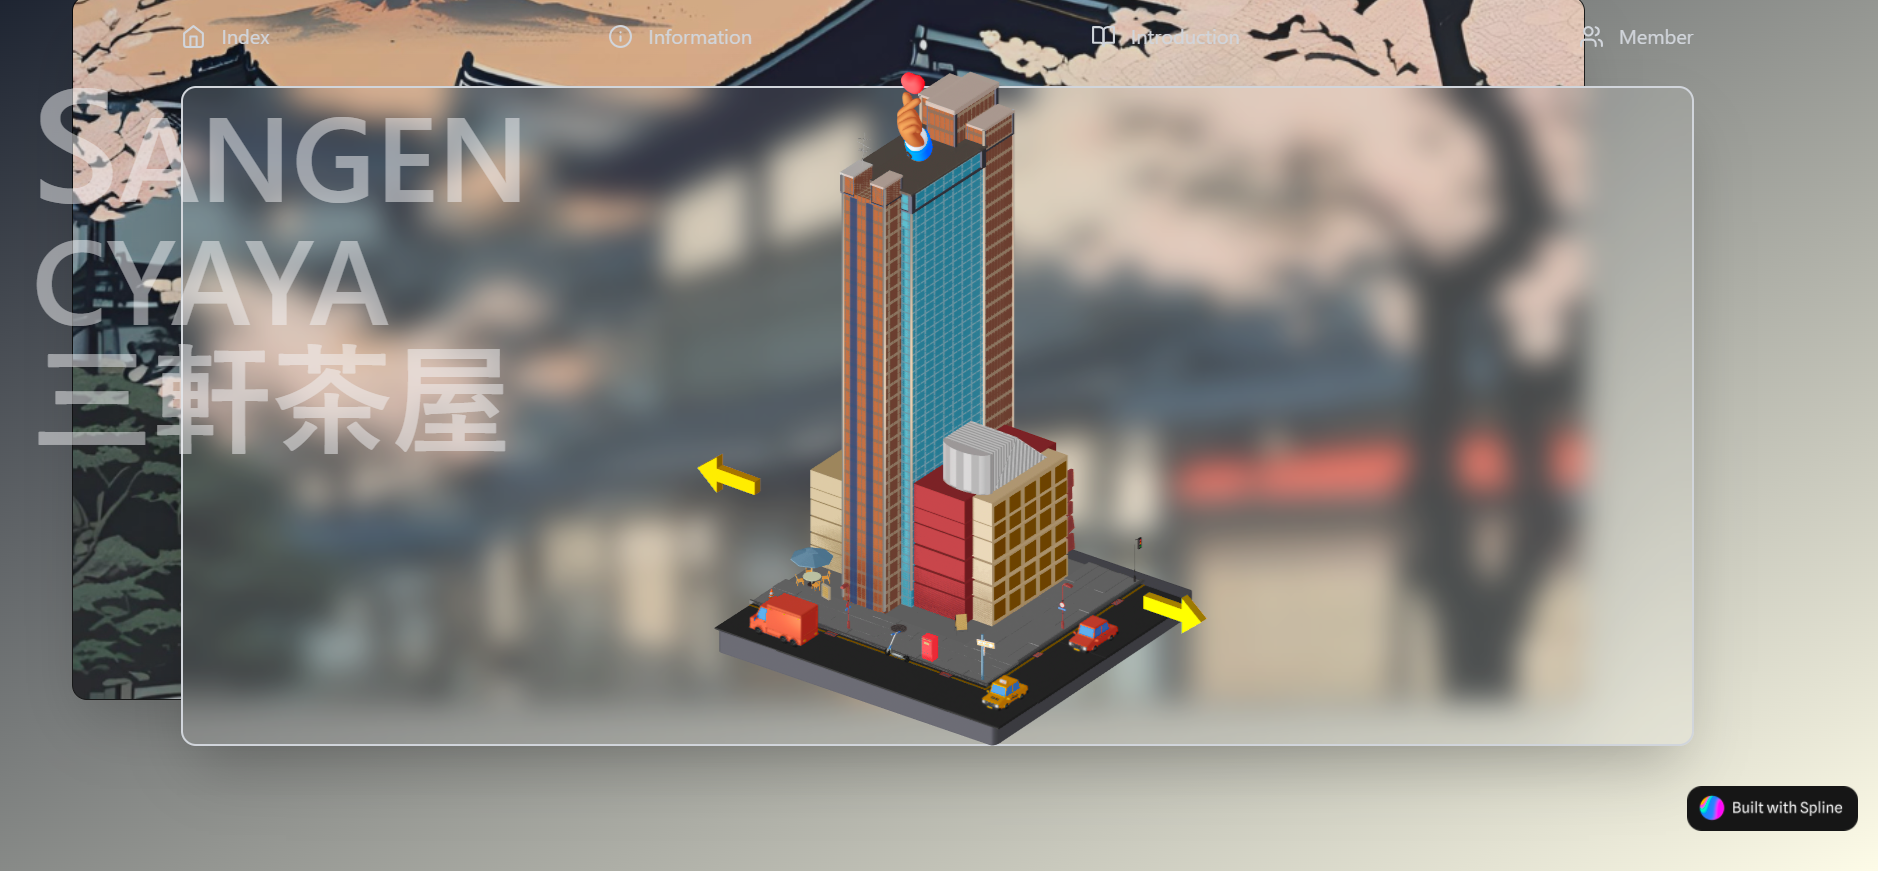 Index
Information
Introduction
Member
SANGEN
CYAYA
三軒茶屋
Built with Spline